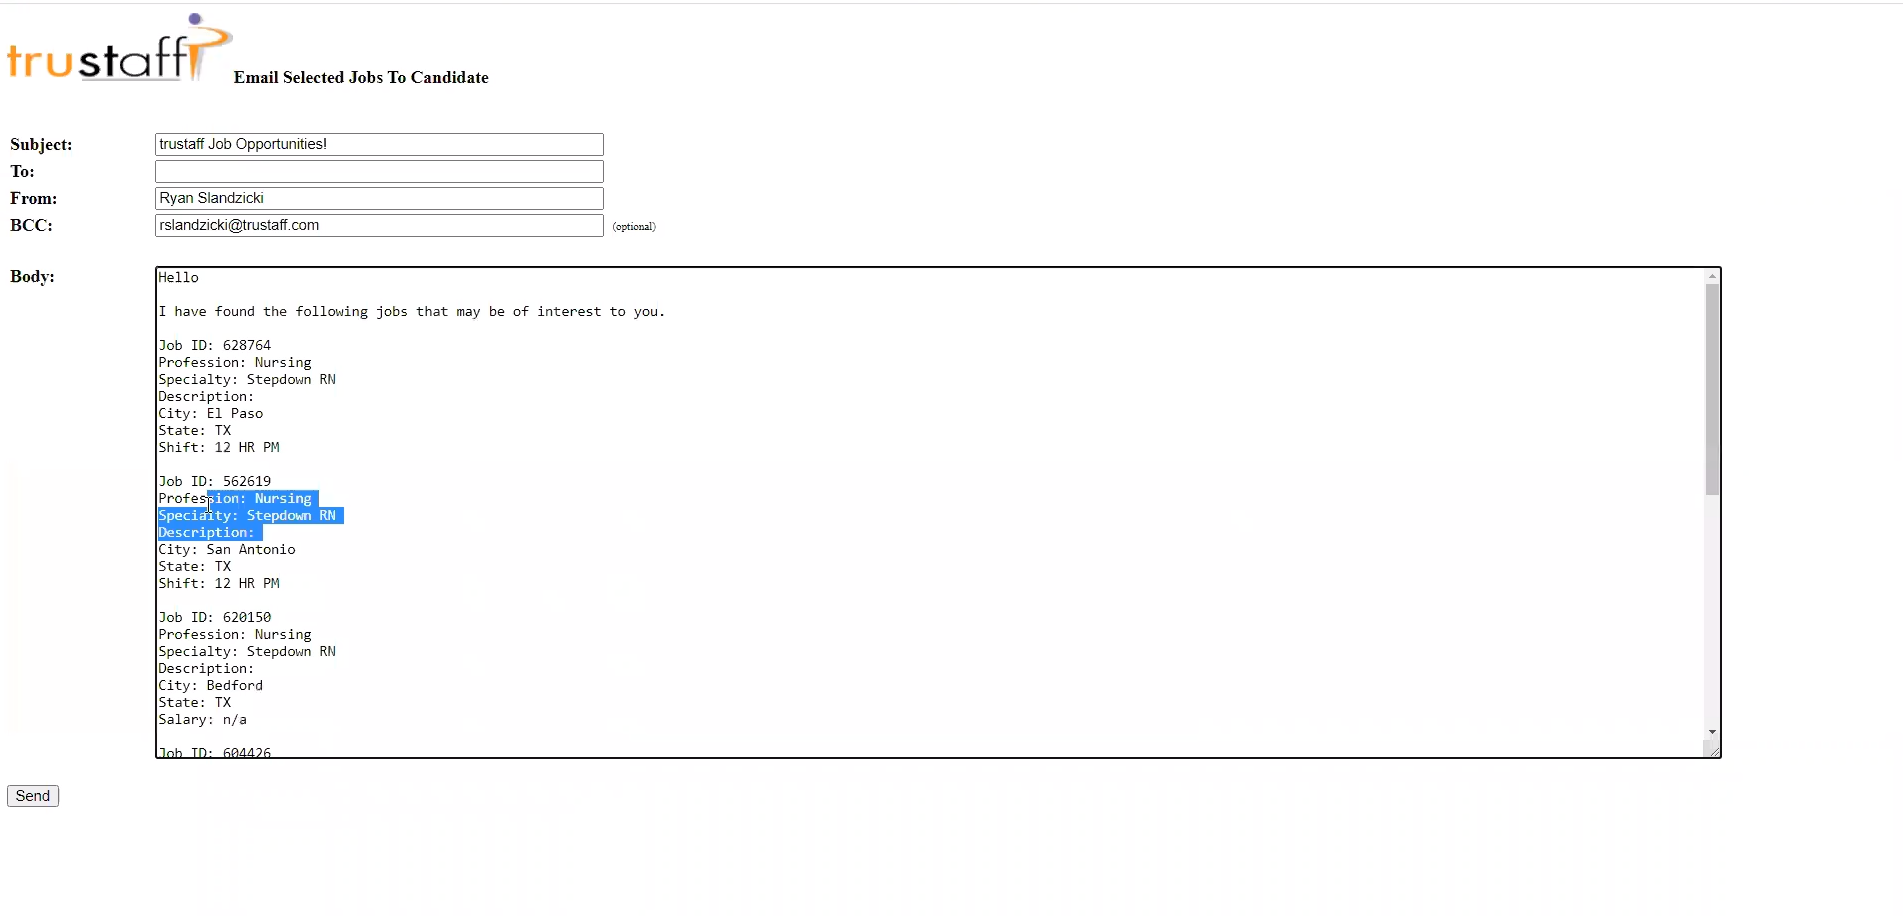 trustaff
Email Selected Jobs To Candidate
Subject: trustaff Job Opportunities!
To:
From: Ryan Slandzicki
BCC: rslandzicki@trustaff.com (optional)
Body:
Hello
I have found the following jobs that may be of interest to you.
Job ID: 628764
Profession: Nursing
Specialty: Stepdown RN
Description:
City: El Paso
State: TX
Shift: 12 HR PM
Job ID: 562619
Profession: Nursing
Specialty: Stepdown RN
Description:
City: San Antonio
State: TX
Shift: 12 HR PM
Job ID: 620150
Profession: Nursing
Specialty: Stepdown RN
Description:
City: Bedford
State: TX
Salary: n/a
Job ID: 604426
Send